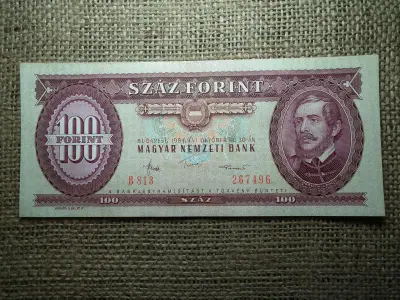 SZÁZ FORINT
100
FORINT
BUDAPEST, 1984. ÉVI OKTÓBER HÓ 30-ÁN
MAGYAR NEMZETI BANK
B 813
267496
A BANKJEGYHAMISÍTÁST A TÖRVÉNY BÜNTETI
100
SZÁZ
100